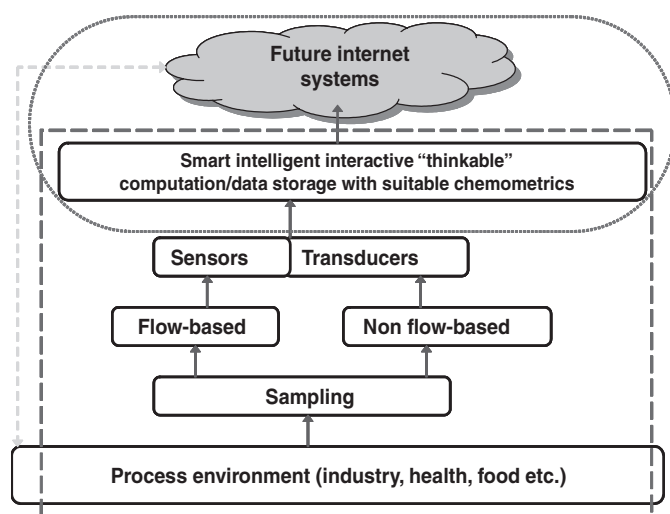 Future internet
systems
Smart intelligent interactive “thinkable”
computation/data storage with suitable chemometrics
Sensors
Transducers
Flow-based
Non flow-based
Sampling
Process environment (industry, health, food etc.)